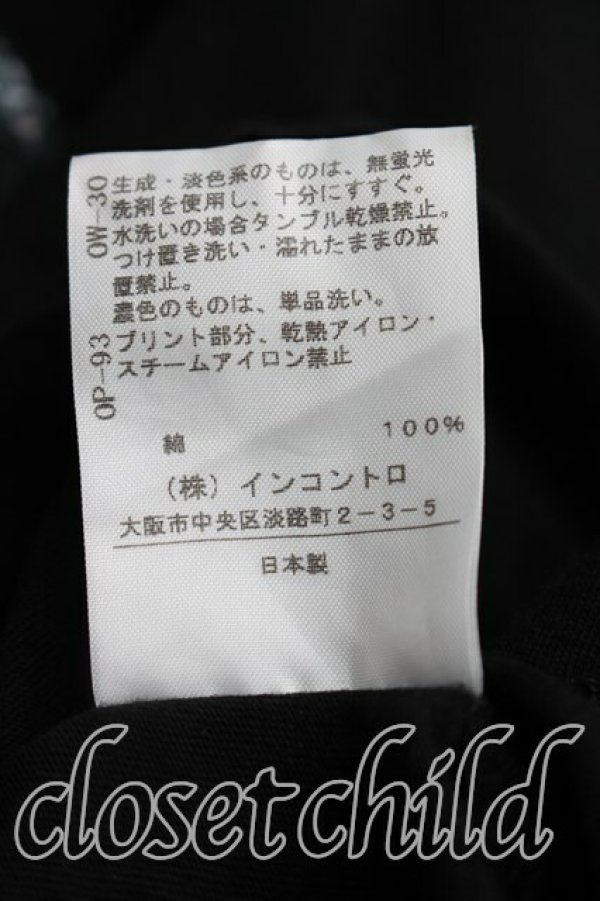 OW-30
生成・淡色系のものは、無蛍光
洗剤を使用し、十分にすすぐ。
水洗いの場合タンブル乾燥禁止。
つけ置き洗い・濡れたままの放
置禁止。
濃色のものは、単品洗い。
OP-93
プリント部分、乾熱アイロン・
スチームアイロン禁止
綿 100%
(株)インコントロ
大阪市中央区淡路町2-3-5
日本製
closet child